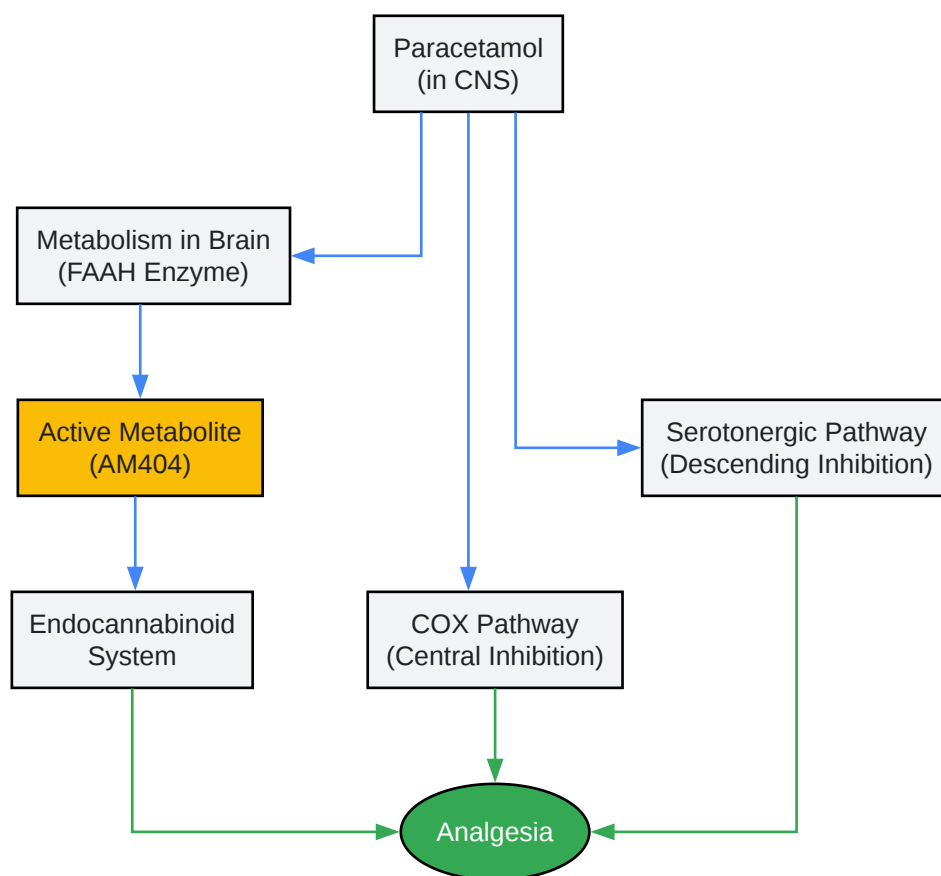 Paracetamol
(in CNS)
Metabolism in Brain
(FAAH Enzyme)
Active Metabolite
(AM404)
Serotonergic Pathway
(Descending Inhibition)
Endocannabinoid
System
COX Pathway
(Central Inhibition)
Analgesia